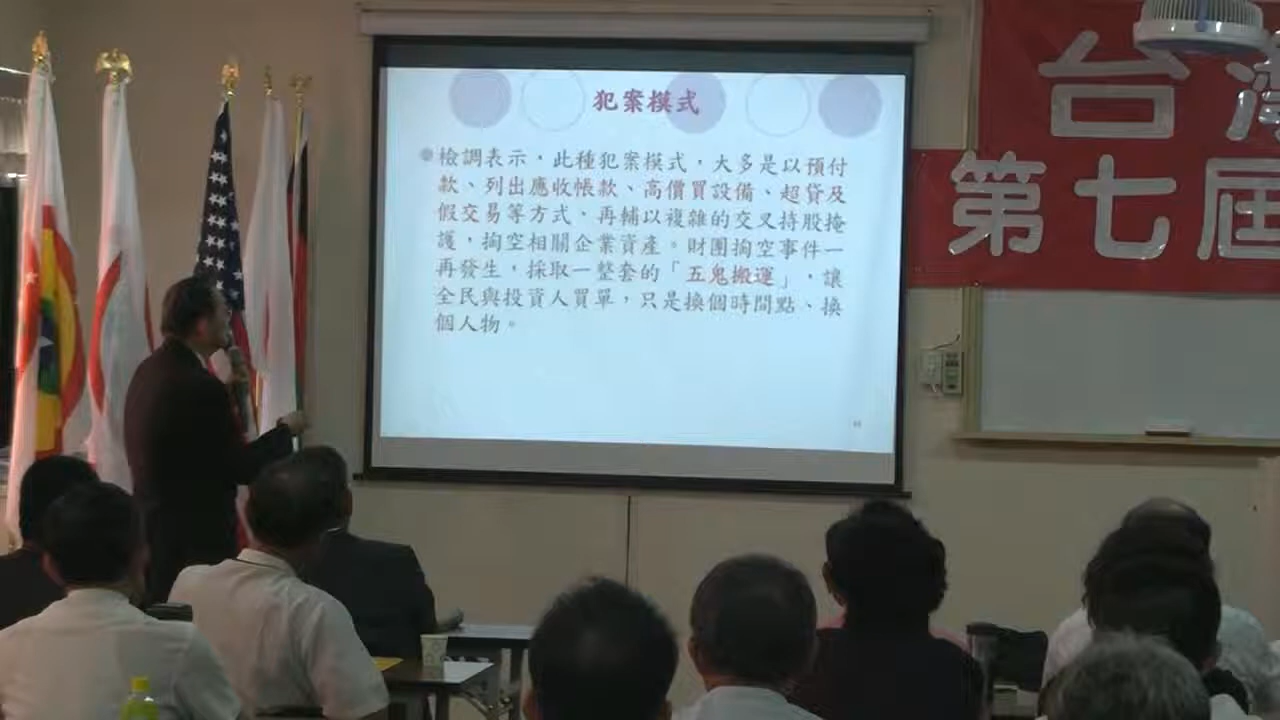 犯案模式
檢調表示，此種犯案模式，大多是以預付
款、列出應收帳款、高價買設備、超貸及
假交易等方式，再輔以複雜的交叉持股掩
護，掏空相關企業資產。財團掏空事件一
再發生，採取一整套的「五鬼搬運」，讓
全民與投資人買單，只是換個時間點、換
個人物。
台灣
第七屆